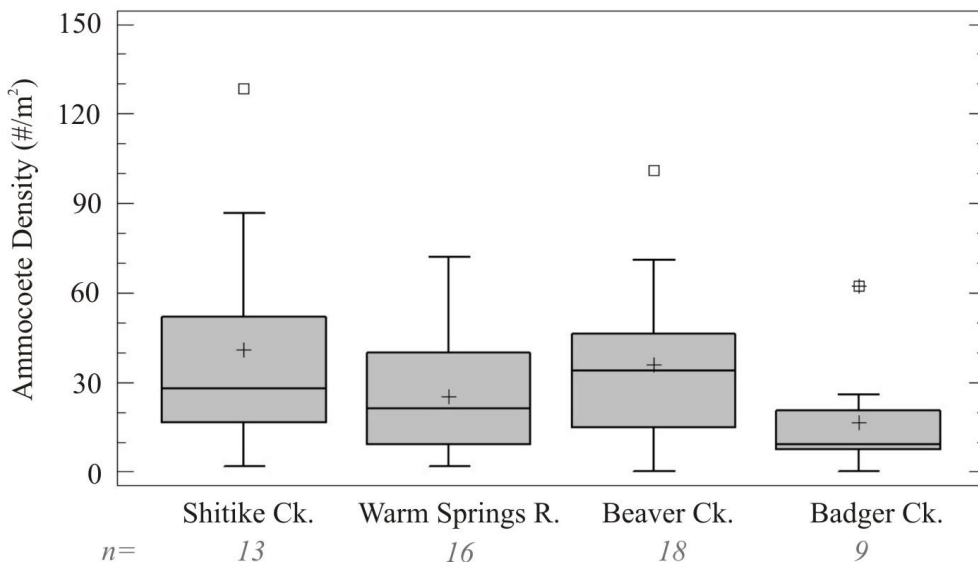 Ammocoete Density (#/m²)
150
120
90
60
30
0
Shitike Ck. Warm Springs R. Beaver Ck. Badger Ck.
n= 13 16 18 9